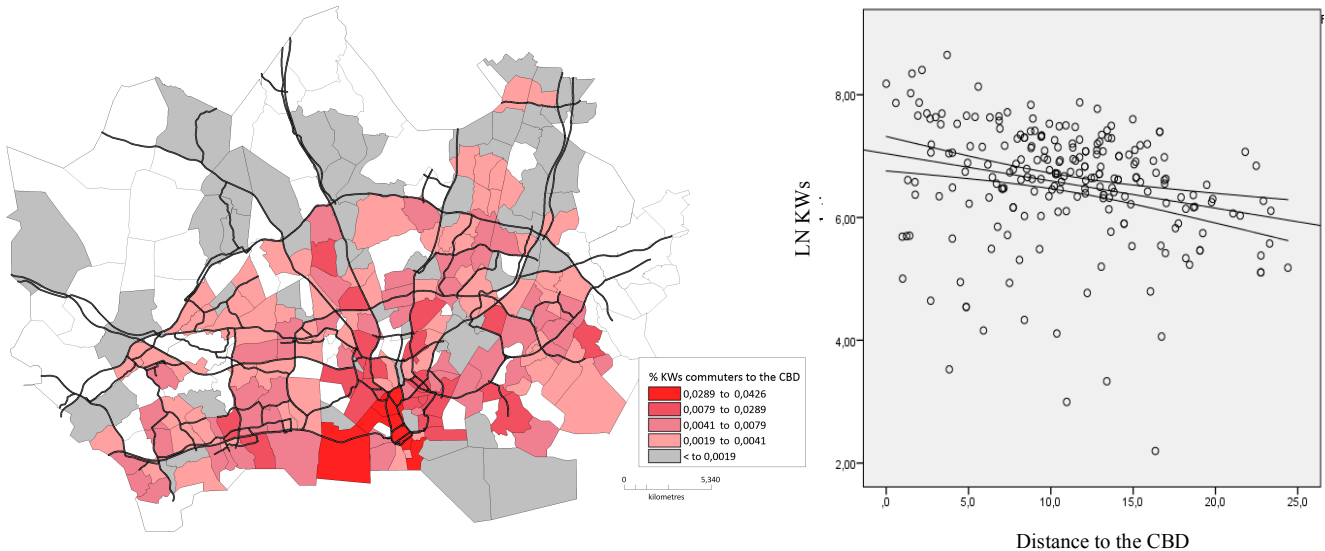 % KWs commuters to the CBD
0,0289 to 0,0426
0,0079 to 0,0289
0,0041 to 0,0079
0,0019 to 0,0041
< to 0,0019
0 5,340
kilometres
LN KWs
8,00
6,00
4,00
2,00
,0 5,0 10,0 15,0 20,0 25,0
Distance to the CBD